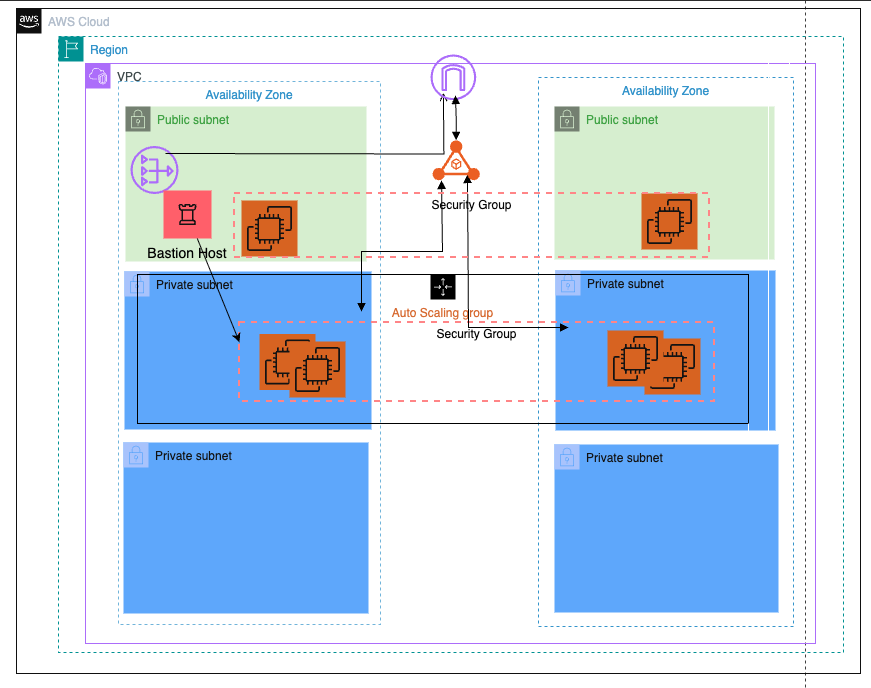 aws AWS Cloud
Region
VPC
Availability Zone
Availability Zone
Public subnet
Public subnet
Security Group
Bastion Host
Private subnet
Private subnet
Auto Scaling group
Security Group
Private subnet
Private subnet